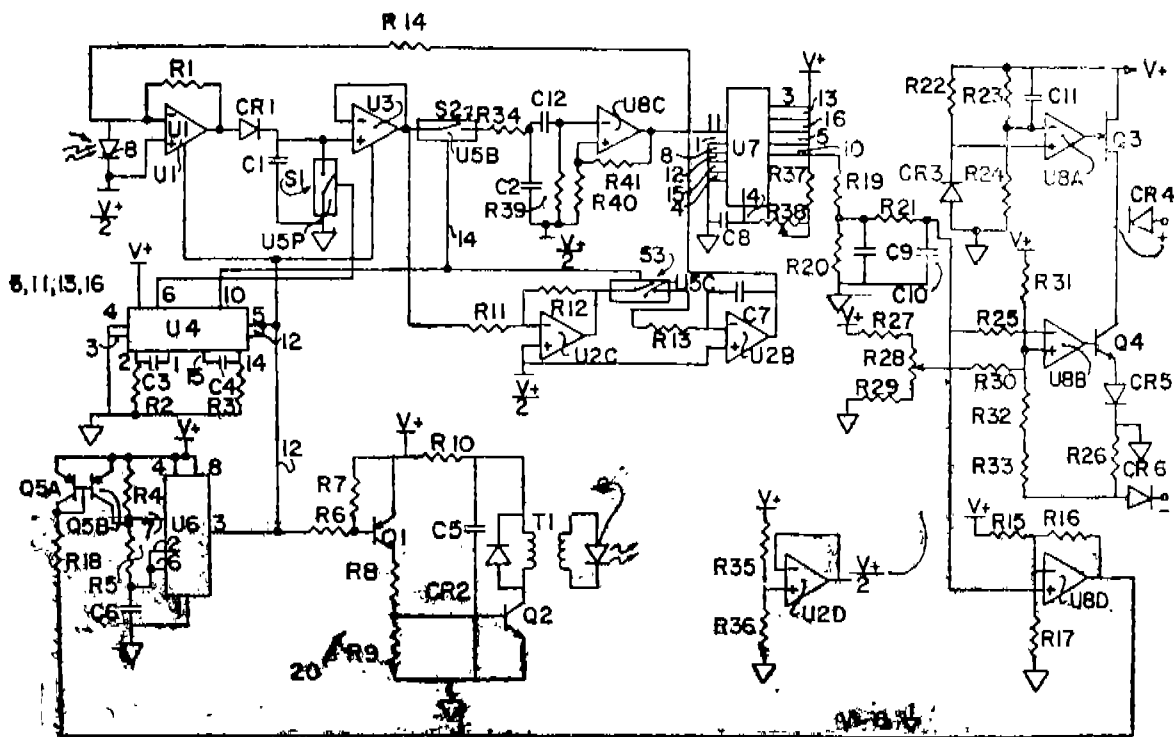 R14
R1
U1
CR1
U3
S2
R34
C12
U8C
11
3
13
16
5
10
V+
R22
R23
C11
V+
8
U1
C1
S1
U5B
U7
1
8
12
15
4
Q3
U5P
C2
R39
R41
R40
R37
R19
CR3
R24
U8A
CR4
+
V+
2
V+
14
V+
2
14
C8
R38
R21
R20
C9
C10
V+
R31
6
10
S3
U5C
4
3
U4
5
12
R11
R12
U2C
R13
C7
U2B
V+
R27
R25
U8B
Q4
2
1
15
14
C3
C4
R2
R3
V+
2
R28
R29
R30
R32
CR5
V+
12
V+
R10
R33
R26
CR6
-
Q5A
R4
4
8
Q5B
7
U6
3
2
6
R7
R6
Q1
C5
T1
V+
V+
R15
R16
R18
R5
C6
1
R8
CR2
Q2
R35
U2D
V+
2
U8D
20
R9
R36
R17